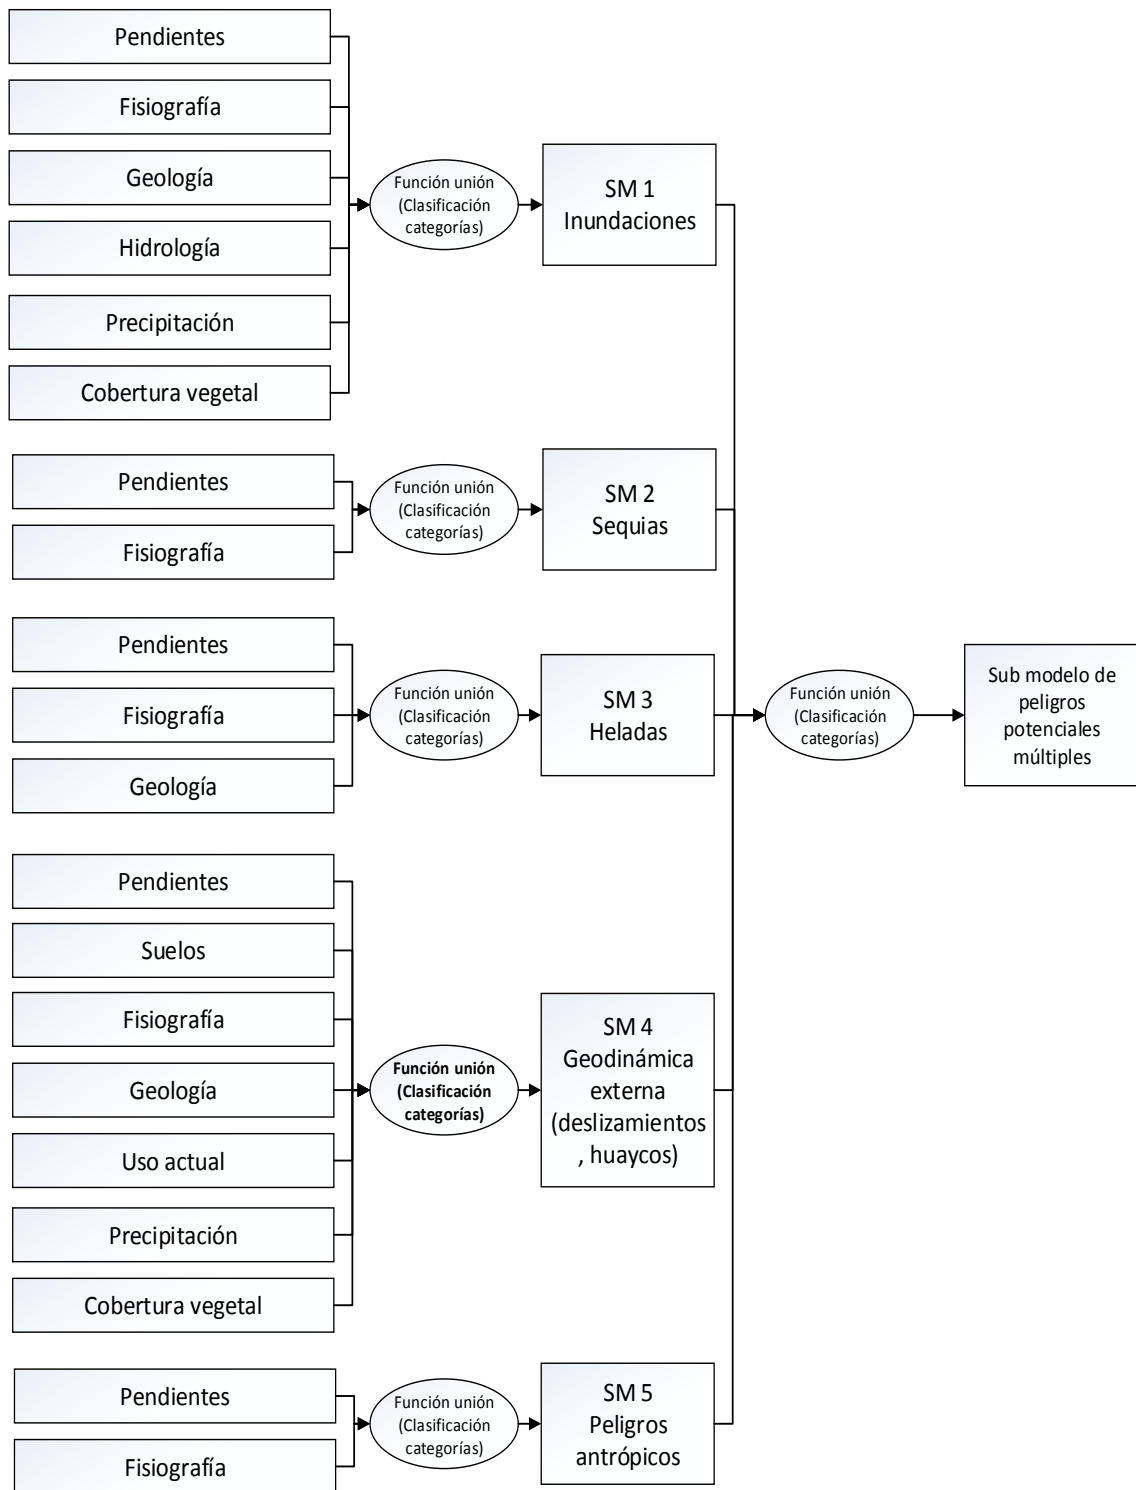 Pendientes
Fisiografía
Geología
Hidrología
Precipitación
Cobertura vegetal
Función unión
(Clasificación
categorías)
SM 1
Inundaciones
Pendientes
Fisiografía
Función unión
(Clasificación
categorías)
SM 2
Sequias
Pendientes
Fisiografía
Geología
Función unión
(Clasificación
categorías)
SM 3
Heladas
Función unión
(Clasificación
categorías)
Sub modelo de
peligros
potenciales
múltiples
Pendientes
Suelos
Fisiografía
Geología
Uso actual
Precipitación
Cobertura vegetal
Función unión
(Clasificación
categorías)
SM 4
Geodinámica
externa
(deslizamientos
, huaycos)
Pendientes
Fisiografía
Función unión
(Clasificación
categorías)
SM 5
Peligros
antrópicos